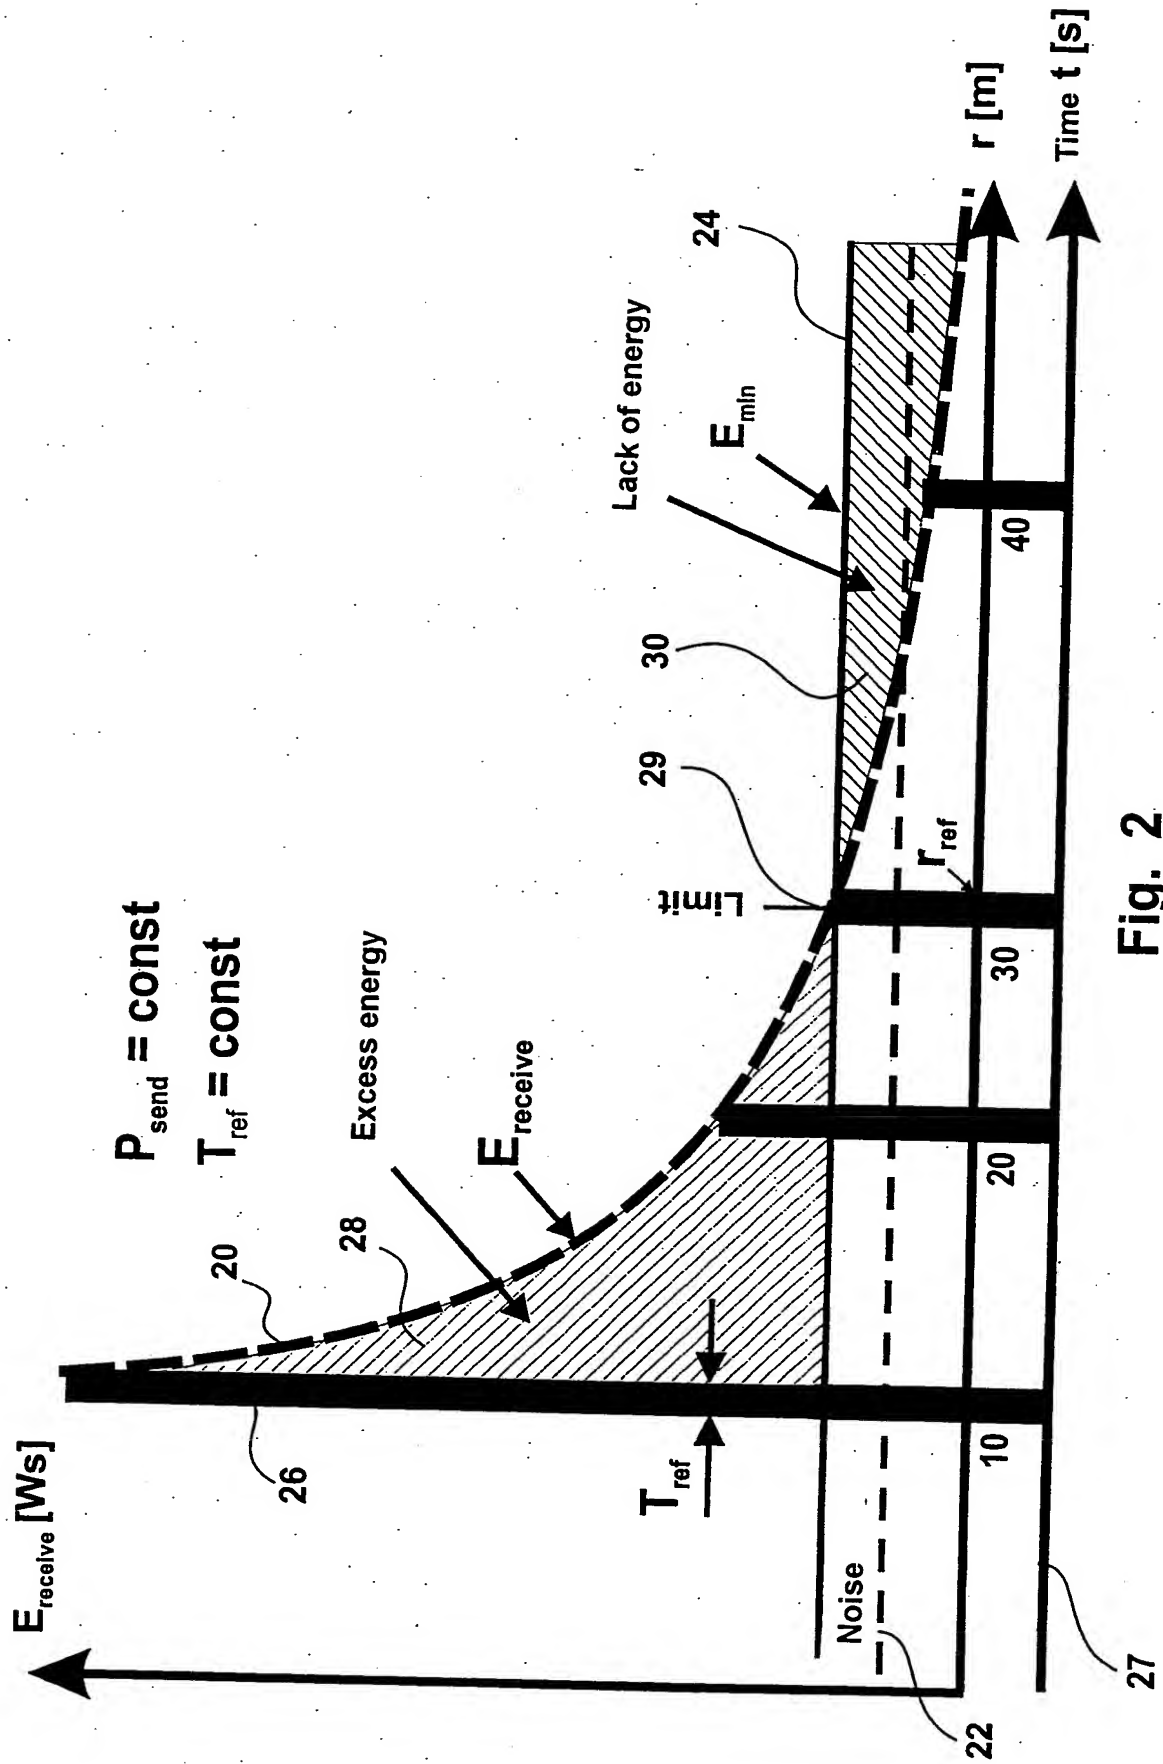 E_receive [Ws]
P_send = const
T_ref = const
20
28
Excess energy
E_receive
26
T_ref
Limit
29
30
Lack of energy
E_min
24
Noise
22
r_ref
10
20
30
40
r [m]
Time t [s]
27
Fig. 2